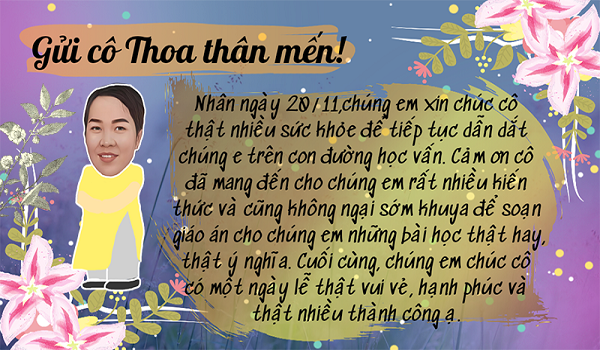 Gửi cô Thoa thân mến!
Nhân ngày 20/11,chúng em xin chúc cô
thật nhiều sức khỏe để tiếp tục dẫn dắt
chúng e trên con đường học vấn. Cảm ơn cô
đã mang đến cho chúng em rất nhiều kiến
thức và cũng không ngại sớm khuya để soạn
giáo án cho chúng em những bài học thật hay,
thật ý nghĩa. Cuối cùng, chúng em chúc cô
có một ngày lễ thật vui vẻ, hạnh phúc và
thật nhiều thành công ạ.